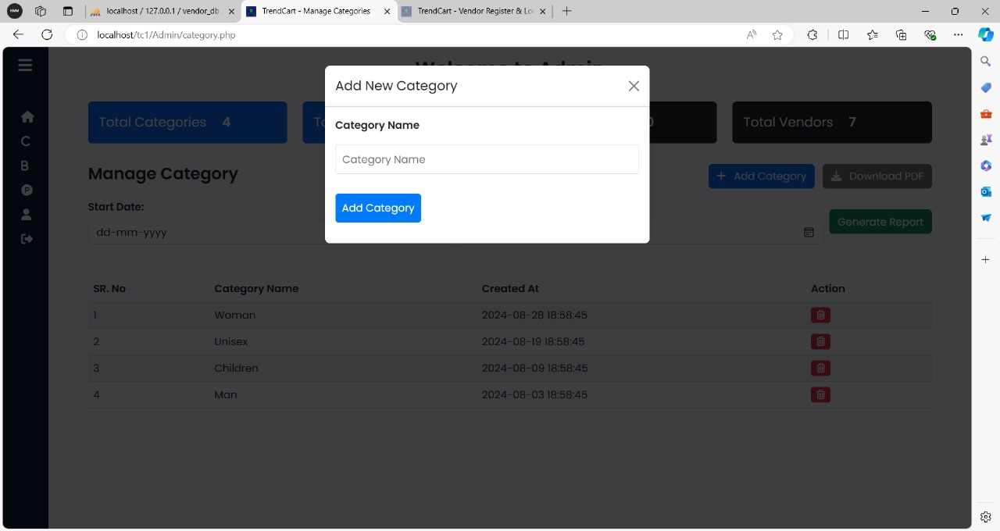 KMM
localhost / 127.0.0.1 / vendor_db
TrendCart - Manage Categories
TrendCart - Vendor Register & Lo
localhost/tc1/Admin/category.php
Welcome to Admin
Add New Category
Category Name
Category Name
Add Category
Total Categories 4
Total Vendors 7
Manage Category
Add Category
Download PDF
Start Date:
dd-mm-yyyy
Generate Report
SR. No Category Name Created At Action
1 Woman 2024-08-28 18:58:45
2 Unisex 2024-08-19 18:58:45
3 Children 2024-08-09 18:58:45
4 Man 2024-08-03 18:58:45
C
B
P